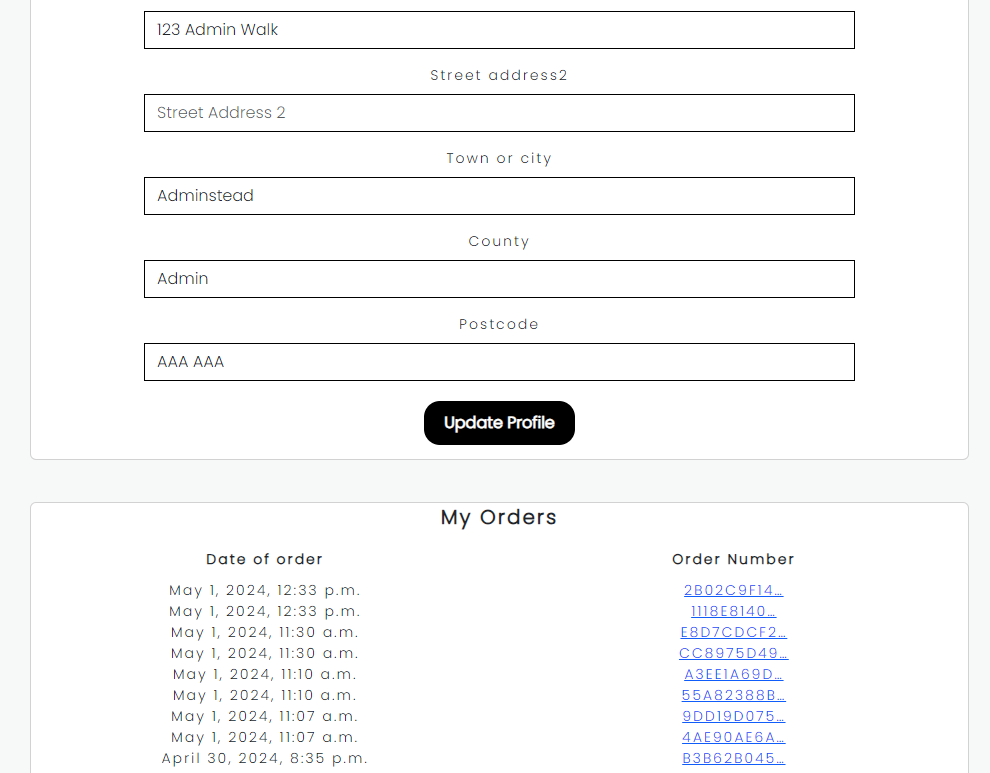 123 Admin Walk
Street address2
Street Address 2
Town or city
Adminstead
County
Admin
Postcode
AAA AAA
Update Profile
My Orders
Date of order Order Number
May 1, 2024, 12:33 p.m. 2B02C9F14…
May 1, 2024, 12:33 p.m. 1118E8140…
May 1, 2024, 11:30 a.m. E8D7CDCF2…
May 1, 2024, 11:30 a.m. CC8975D49…
May 1, 2024, 11:10 a.m. A3EE1A69D…
May 1, 2024, 11:10 a.m. 55A82388B…
May 1, 2024, 11:07 a.m. 9DD19D075…
May 1, 2024, 11:07 a.m. 4AE90AE6A…
April 30, 2024, 8:35 p.m. B3B62B045…